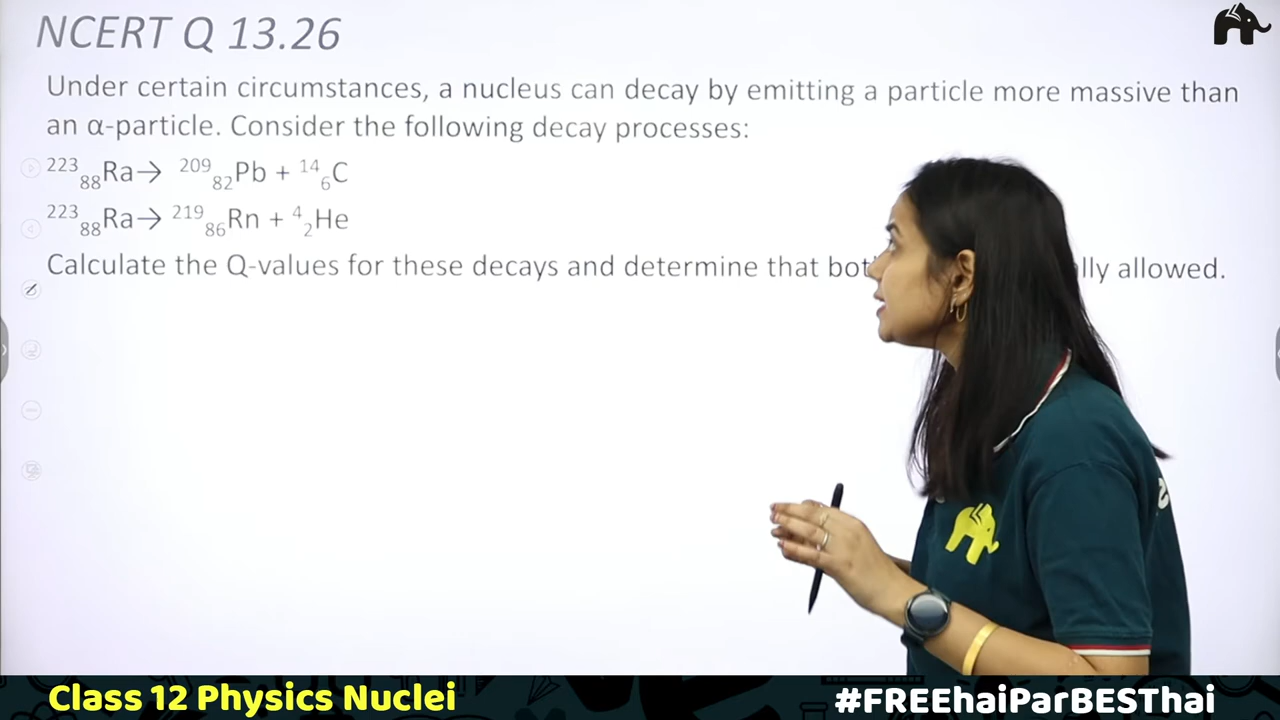 NCERT Q 13.26
Under certain circumstances, a nucleus can decay by emitting a particle more massive than
an α-particle. Consider the following decay processes:
²²³₈₈Ra→ ²⁰⁹₈₂Pb + ¹⁴₆C
²²³₈₈Ra→ ²¹⁹₈₆Rn + ⁴₂He
Calculate the Q-values for these decays and determine that bot lly allowed.
Class 12 Physics Nuclei
#FREEhaiParBESThai